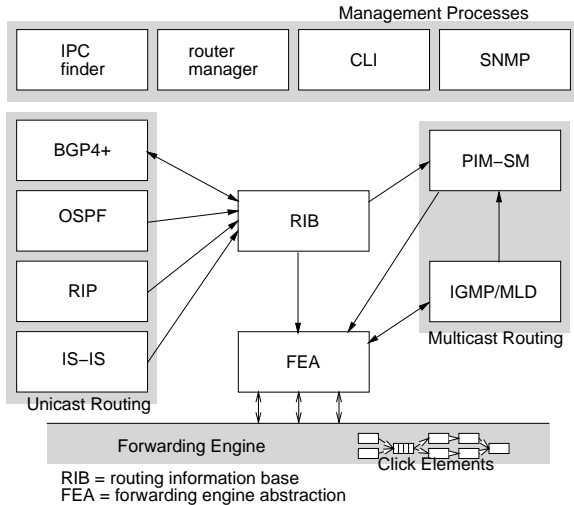 Management Processes
IPC
finder
router
manager
CLI
SNMP
BGP4+
OSPF
RIP
IS−IS
Unicast Routing
RIB
FEA
PIM−SM
IGMP/MLD
Multicast Routing
Forwarding Engine
Click Elements
RIB = routing information base
FEA = forwarding engine abstraction